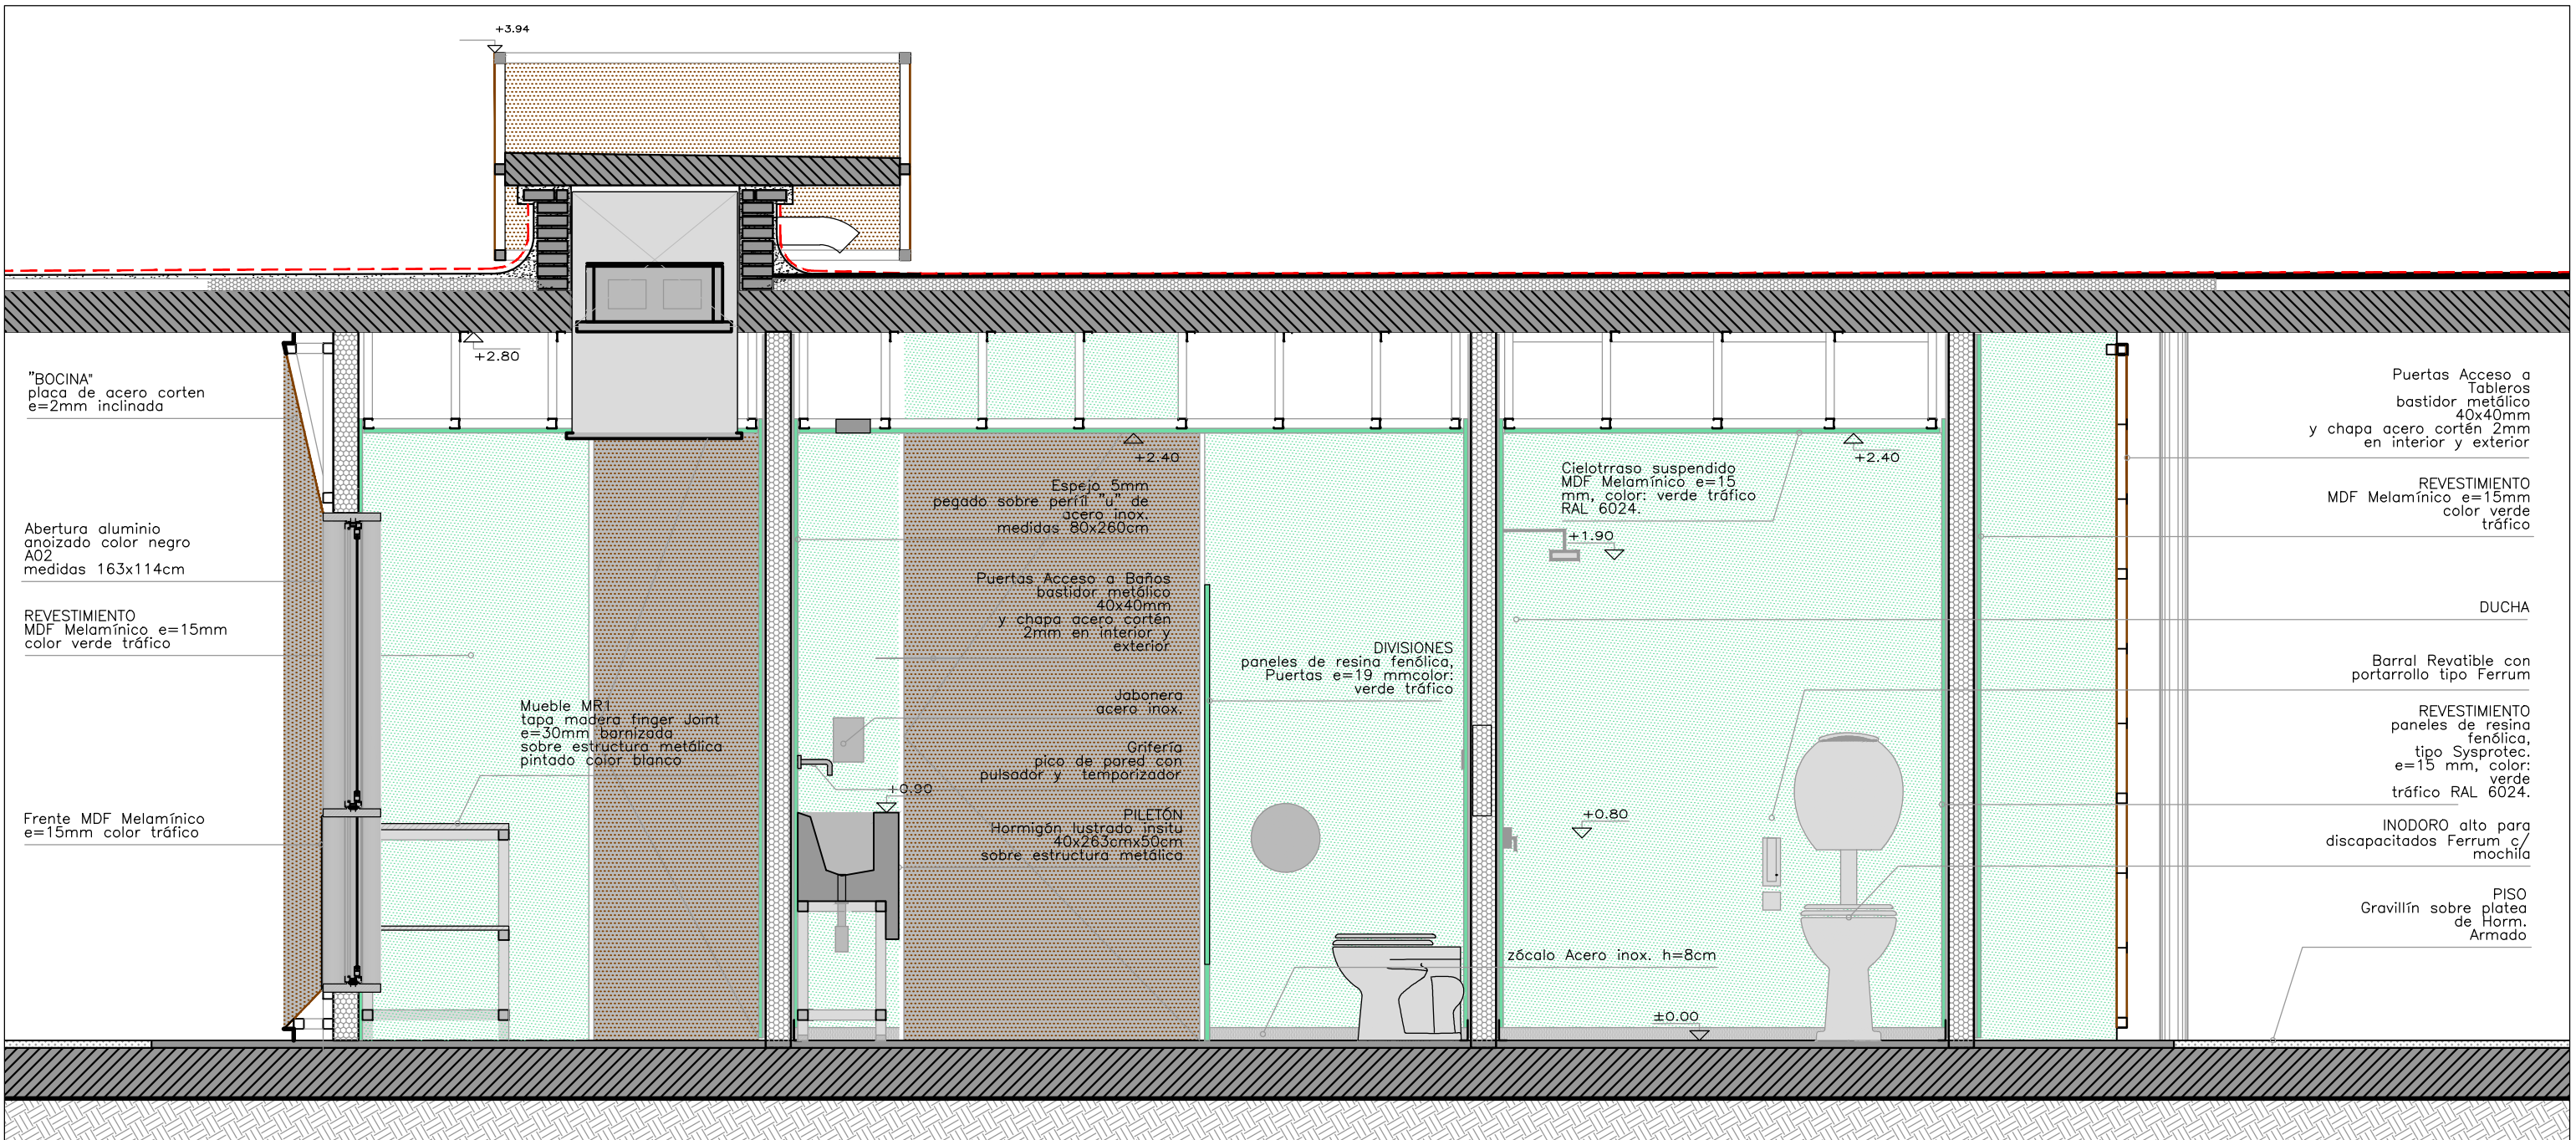 +3.94
+2.80
"BOCINA"
placa de acero corten
e=2mm inclinada
Abertura aluminio
anoizado color negro
A02
medidas 163x114cm
REVESTIMIENTO
MDF Melamínico e=15mm
color verde tráfico
Frente MDF Melamínico
e=15mm color tráfico
Mueble MR1
tapa madera finger Joint
e=30mm barnizada
sobre estructura metálica
pintado color blanco
+2.40
Espejo 5mm
pegado sobre perfil "u" de
acero inox.
medidas 80x260cm
Puertas Acceso a Baños
bastidor metálico
40x40mm
y chapa acero cortén
2mm en interior y
exterior
Jabonera
acero inox.
Grifería
pico de pared con
pulsador y temporizador
+0.90
PILETÓN
Hormigón lustrado insitu
40x263cmx50cm
sobre estructura metálica
DIVISIONES
paneles de resina fenólica,
Puertas e=19 mmcolor:
verde tráfico
Cielotrraso suspendido
MDF Melamínico e=15
mm, color: verde tráfico
RAL 6024.
+2.40
+1.90
+0.80
zócalo Acero inox. h=8cm
±0.00
Puertas Acceso a
Tableros
bastidor metálico
40x40mm
y chapa acero cortén 2mm
en interior y exterior
REVESTIMIENTO
MDF Melamínico e=15mm
color verde
tráfico
DUCHA
Barral Revatible con
portarrollo tipo Ferrum
REVESTIMIENTO
paneles de resina
fenólica,
tipo Sysprotec.
e=15 mm, color:
verde
tráfico RAL 6024.
INODORO alto para
discapacitados Ferrum c/
mochila
PISO
Gravillín sobre platea
de Horm.
Armado